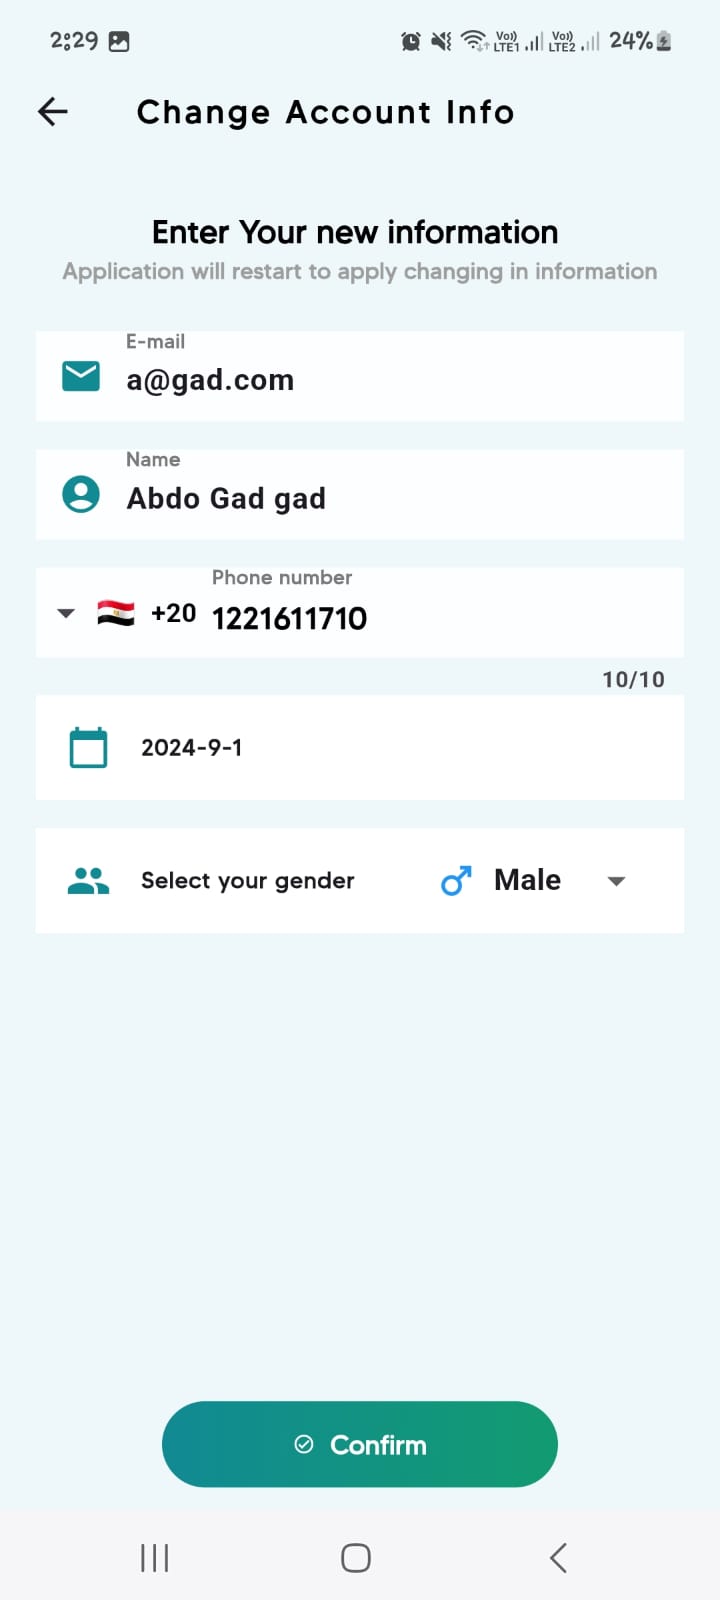 2:29 Vo)) LTE1 Vo)) LTE2 24%
Change Account Info
Enter Your new information
Application will restart to apply changing in information
E-mail
a@gad.com
Name
Abdo Gad gad
Phone number
+20 1221611710
10/10
2024-9-1
Select your gender Male
Confirm